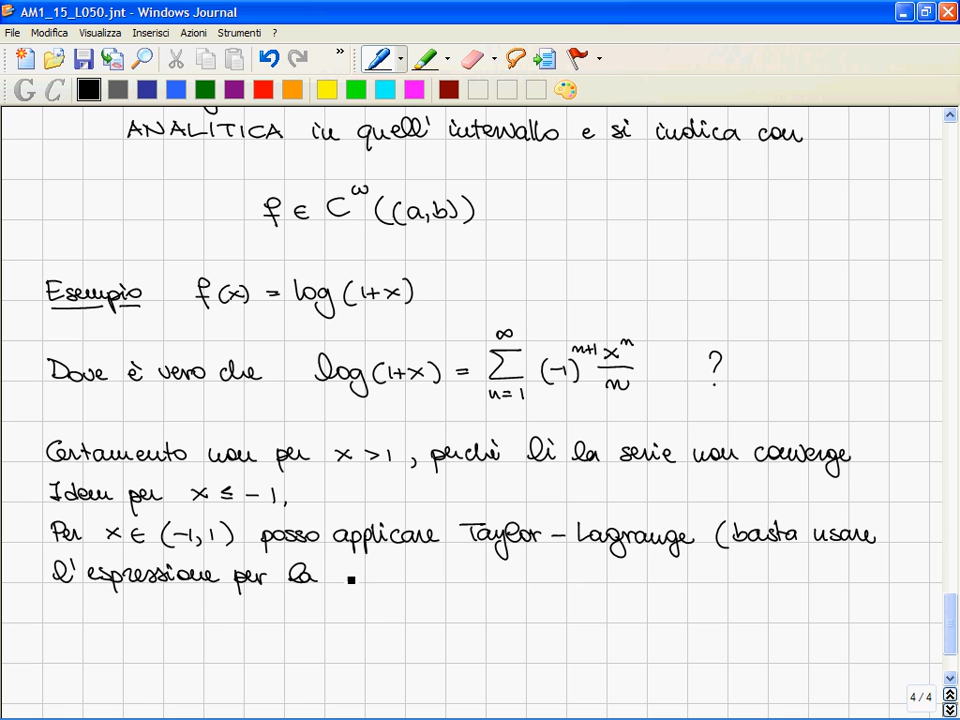 AM1_15_L050.jnt - Windows Journal
File Modifica Visualizza Inserisci Azioni Strumenti ?
»
G C
ANALITICA in quell' intervallo e si indica con
f ∈ C^ω((a,b))
Esempio f(x) = log(1+x)
Dove è vero che log(1+x) = ∑_{n=1}^{∞} (-1)^{n+1} x^n/n ?
Certamento non per x > 1, perchè lì la serie non converge
Idem per x ≤ -1,
Per x ∈ (-1,1) posso applicare Taylor - Lagrange (basta usare
l'espressione per la
4 / 4